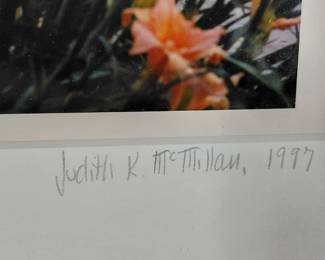 Judith K. McMillan, 1997